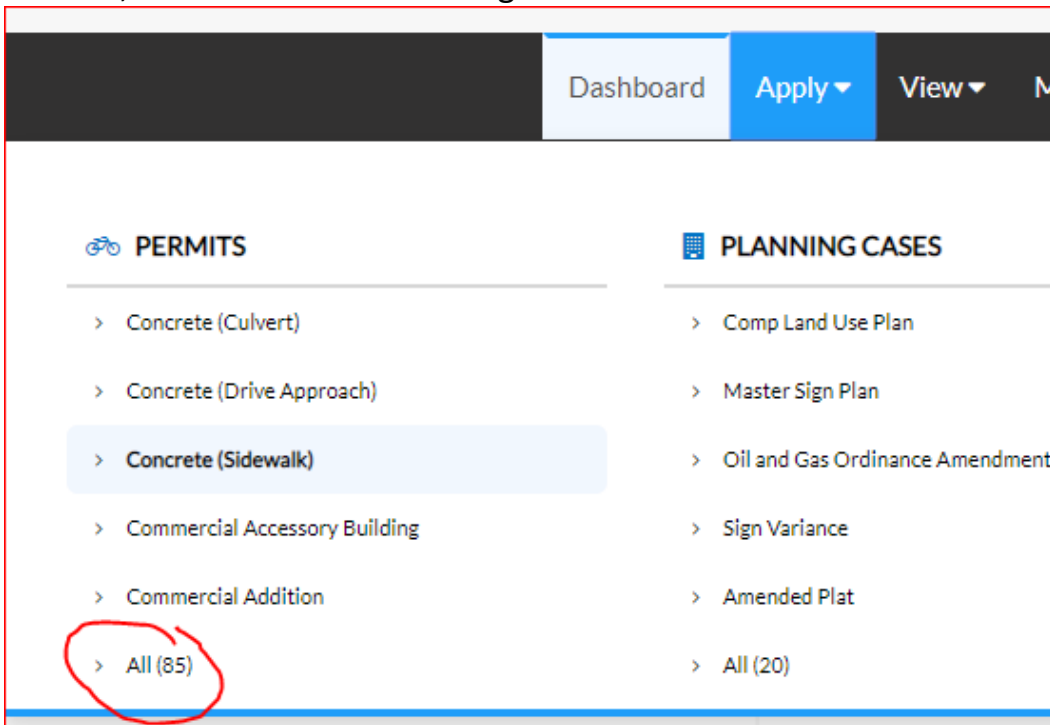 Dashboard Apply View
PERMITS
Concrete (Culvert)
Concrete (Drive Approach)
Concrete (Sidewalk)
Commercial Accessory Building
Commercial Addition
All (85)
PLANNING CASES
Comp Land Use Plan
Master Sign Plan
Oil and Gas Ordinance Amendment
Sign Variance
Amended Plat
All (20)